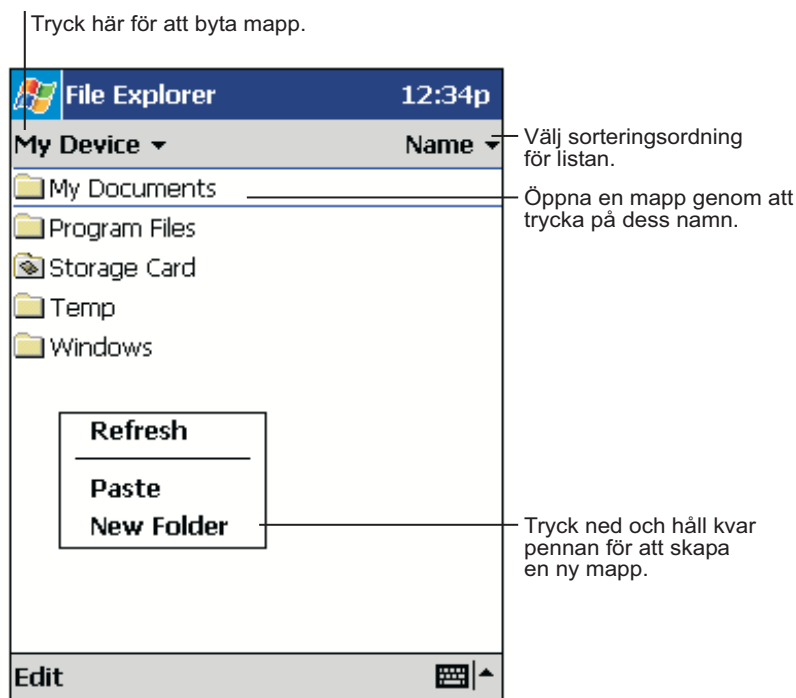 Tryck här för att byta mapp.
File Explorer 12:34p
My Device Name
Välj sorteringsordning
för listan.
My Documents
Öppna en mapp genom att
trycka på dess namn.
Program Files
Storage Card
Temp
Windows
Refresh
Paste
New Folder
Tryck ned och håll kvar
pennan för att skapa
en ny mapp.
Edit